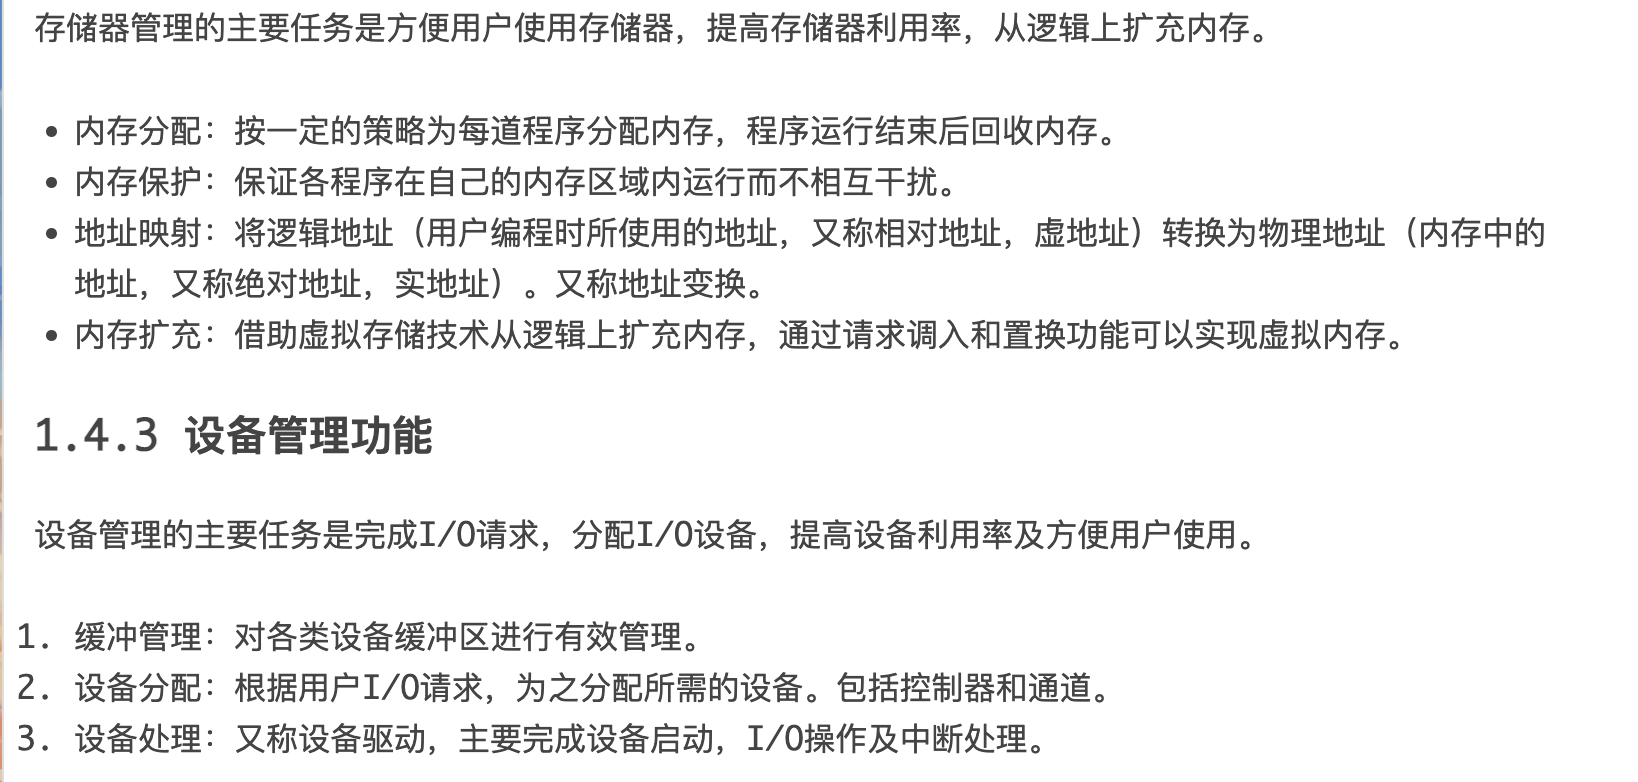 存储器管理的主要任务是方便用户使用存储器，提高存储器利用率，从逻辑上扩充内存。
• 内存分配：按一定的策略为每道程序分配内存，程序运行结束后回收内存。
• 内存保护：保证各程序在自己的内存区域内运行而不相互干扰。
• 地址映射：将逻辑地址（用户编程时所使用的地址，又称相对地址，虚地址）转换为物理地址（内存中的
地址，又称绝对地址，实地址）。又称地址变换。
• 内存扩充：借助虚拟存储技术从逻辑上扩充内存，通过请求调入和置换功能可以实现虚拟内存。
1.4.3 设备管理功能
设备管理的主要任务是完成I/O请求，分配I/O设备，提高设备利用率及方便用户使用。
1. 缓冲管理：对各类设备缓冲区进行有效管理。
2. 设备分配：根据用户I/O请求，为之分配所需的设备。包括控制器和通道。
3. 设备处理：又称设备驱动，主要完成设备启动，I/O操作及中断处理。